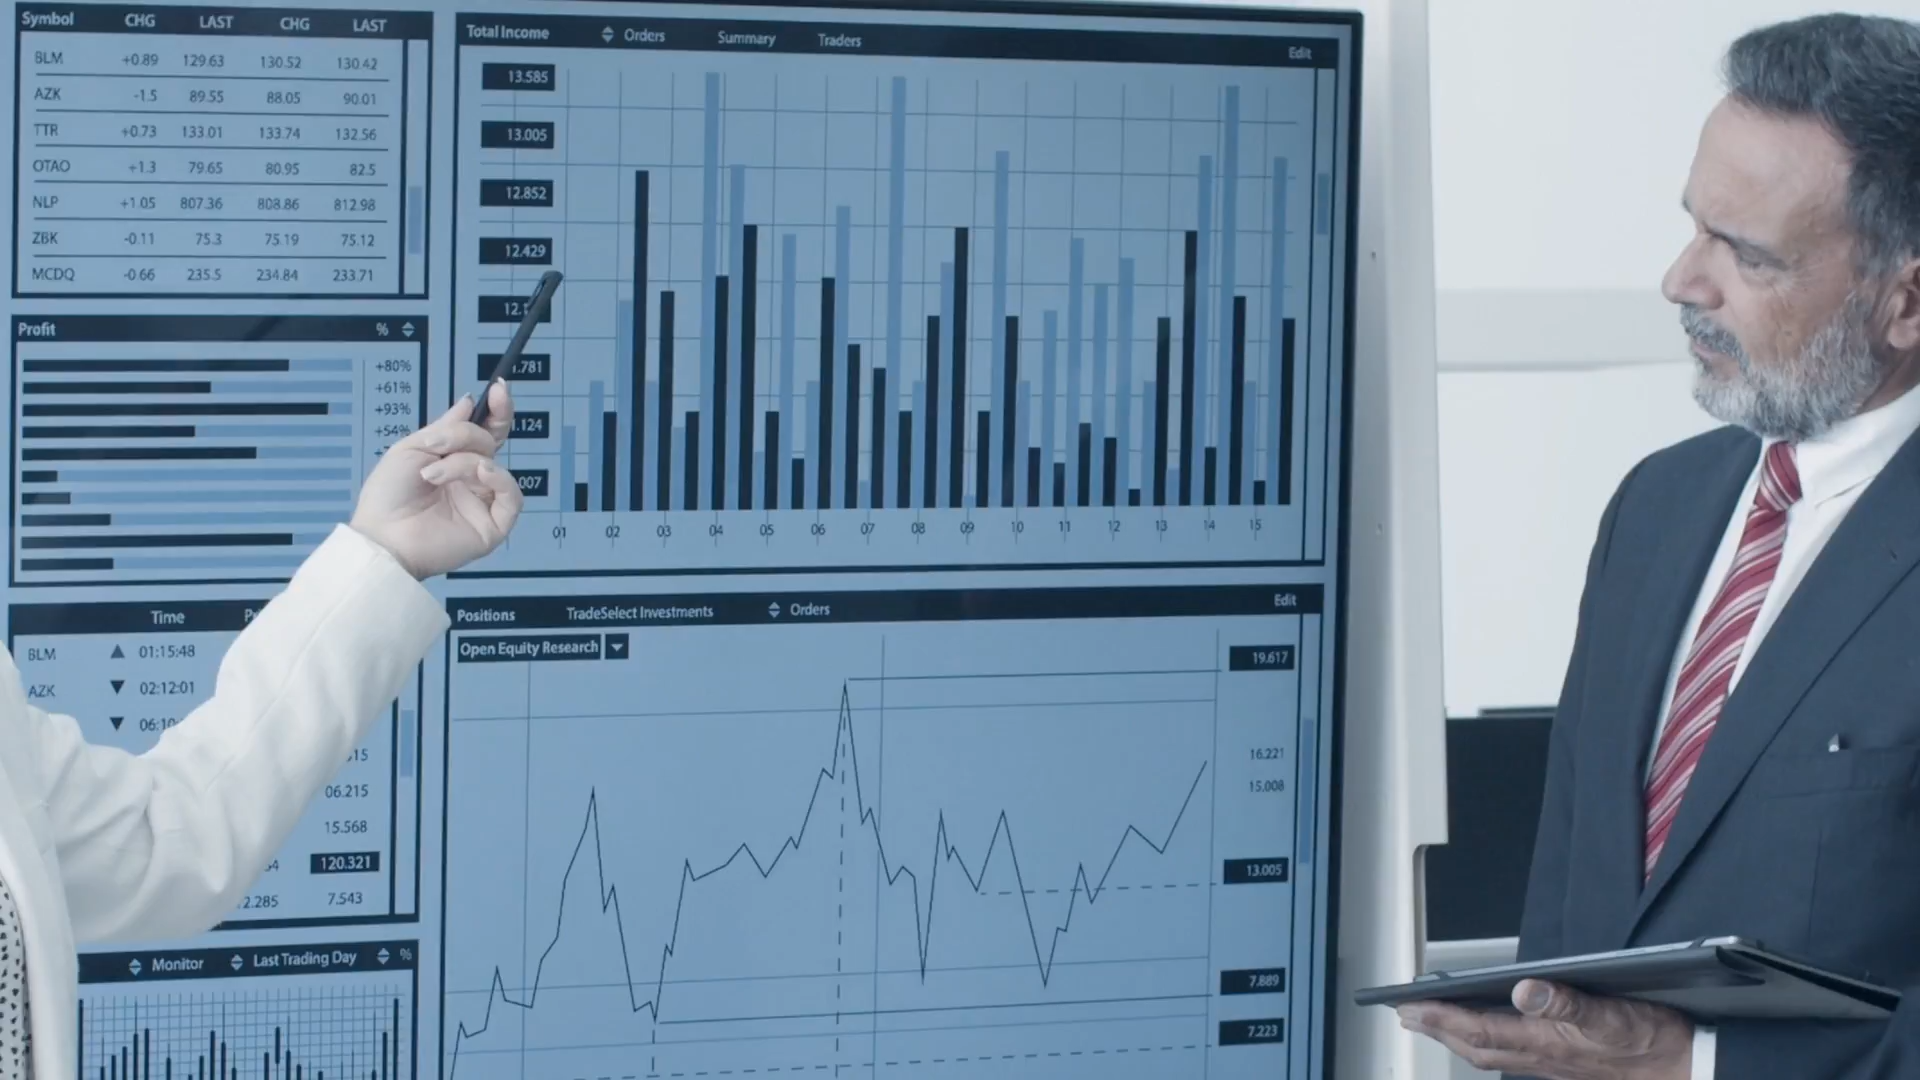 Symbol CHG LAST CHG LAST
BLM +0.89 129.63 130.52 130.42
AZK -1.5 89.55 88.05 90.01
TTR +0.73 133.01 133.74 132.56
OTAO +1.3 79.65 80.95 82.5
NLP +1.05 807.36 808.86 812.98
ZBK -0.11 75.3 75.19 75.12
MCDQ -0.66 235.5 234.84 233.71
Profit %
+80%
+61%
+93%
+54%
Time
BLM ▲ 01:15:48
AZK ▼ 02:12:01
▼
06.215
15.568
120.321
7.543
Monitor Last Trading Day %
Total Income Orders Summary Traders Edit
13.585
13.005
12.852
12.429
01 02 03 04 05 06 07 08 09 10 11 12 13 14 15
Positions TradeSelect Investments Orders Edit
Open Equity Research
19.617
16.221
15.008
13.005
7.889
7.223